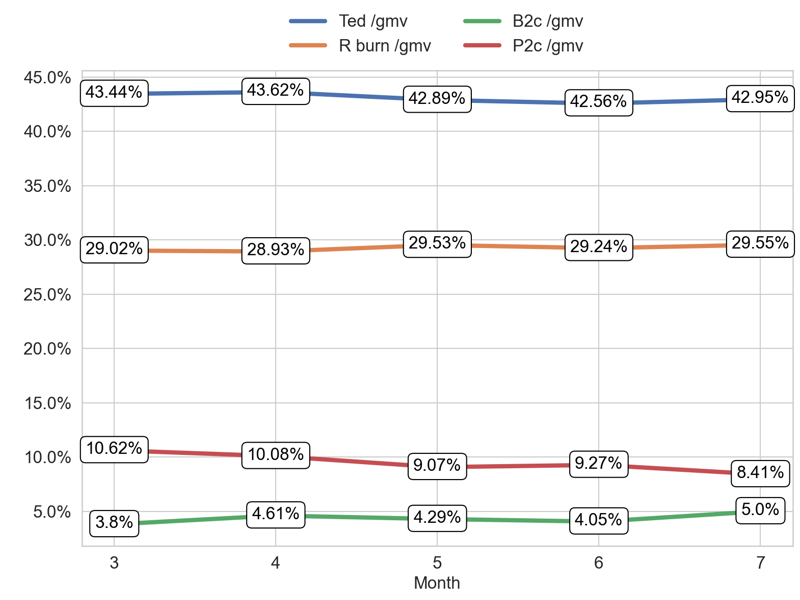 Ted /gmv B2c /gmv
R burn /gmv P2c /gmv
45.0%
43.44% 43.62% 42.89% 42.56% 42.95%
40.0%
35.0%
30.0%
29.02% 28.93% 29.53% 29.24% 29.55%
25.0%
20.0%
15.0%
10.62% 10.08% 9.07% 9.27% 8.41%
10.0%
5.0%
3.8% 4.61% 4.29% 4.05% 5.0%
3 4 5 6 7
Month